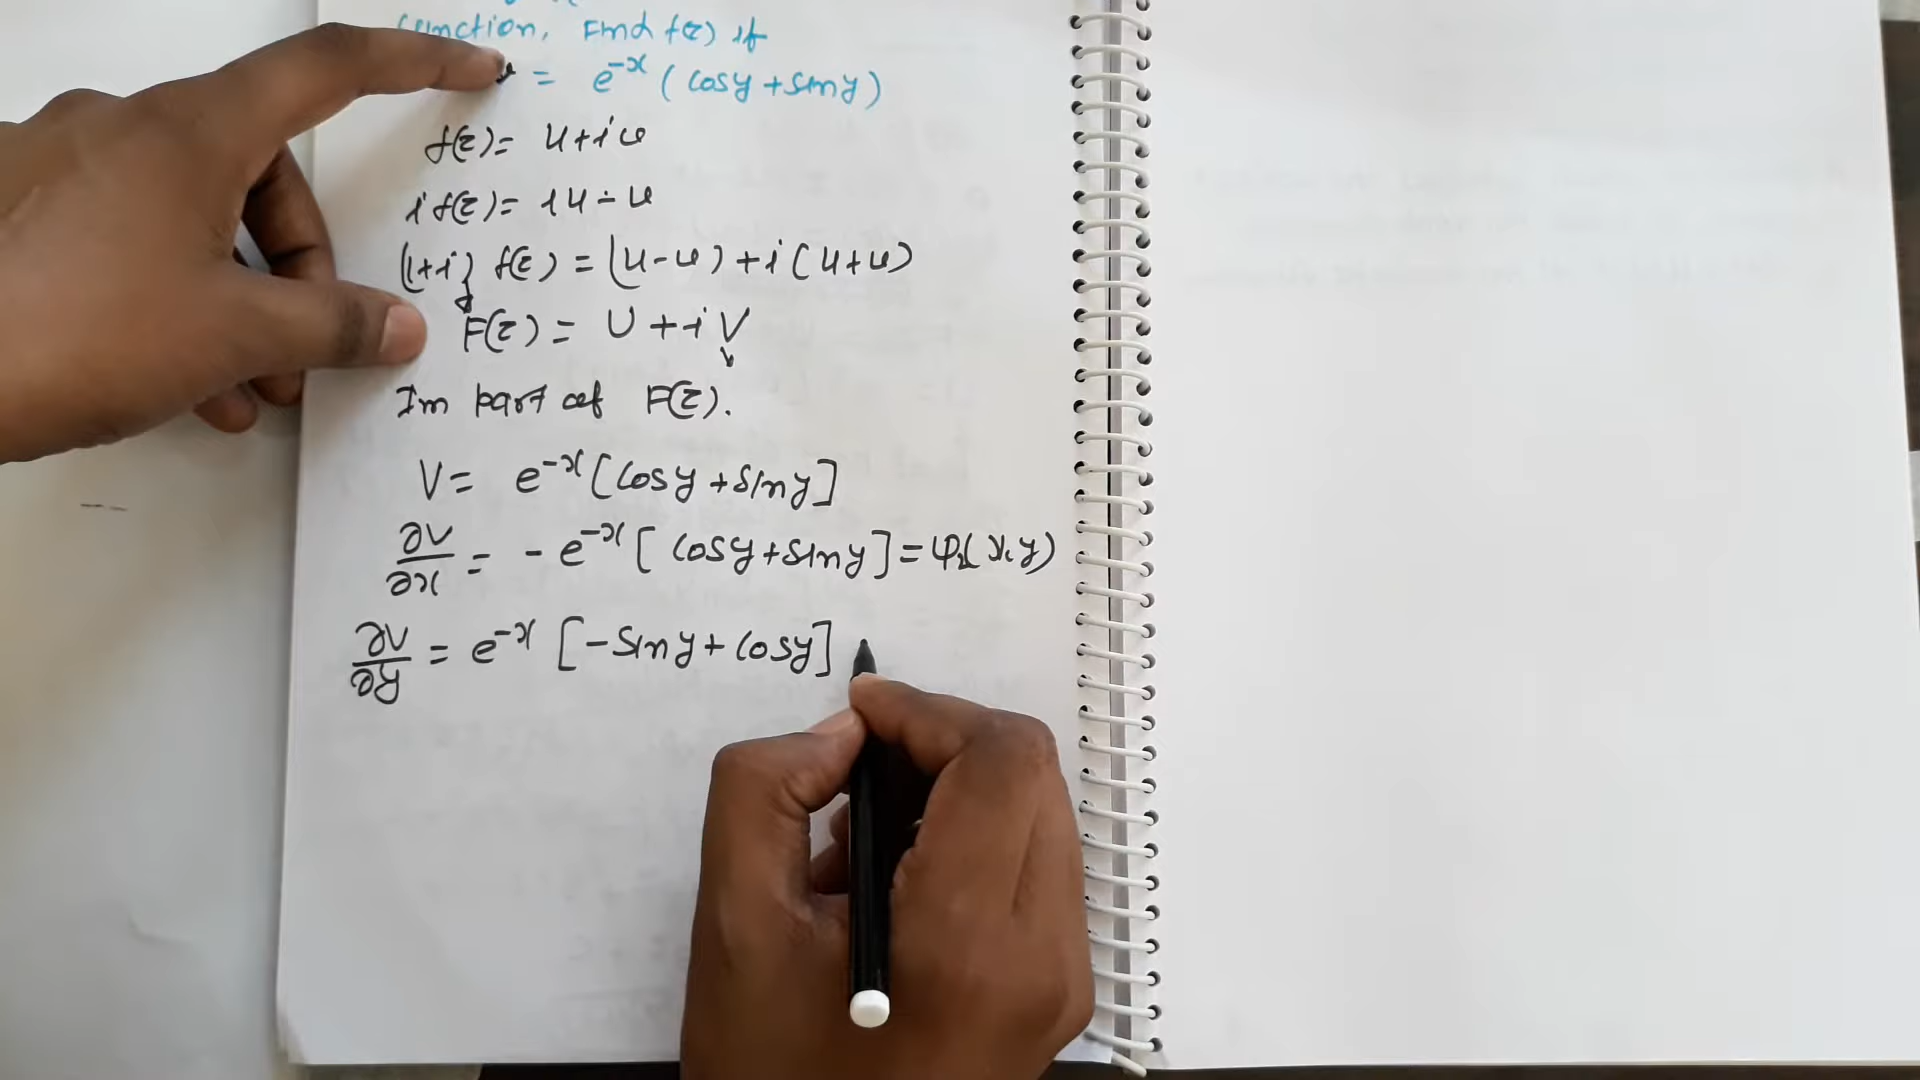 function, Find f(z) if
v = e^-x (cosy+siny)
f(z)= u+iv
i f(z)= iu-v
(1+i) f(z) = (u-v)+i(u+v)
F(z) = U+iV
Im part of F(z).
V= e^-x [cosy+siny]
∂V/∂x = -e^-x [cosy+siny]=φ₂(x,y)
∂V/∂y = e^-x [-siny+cosy]